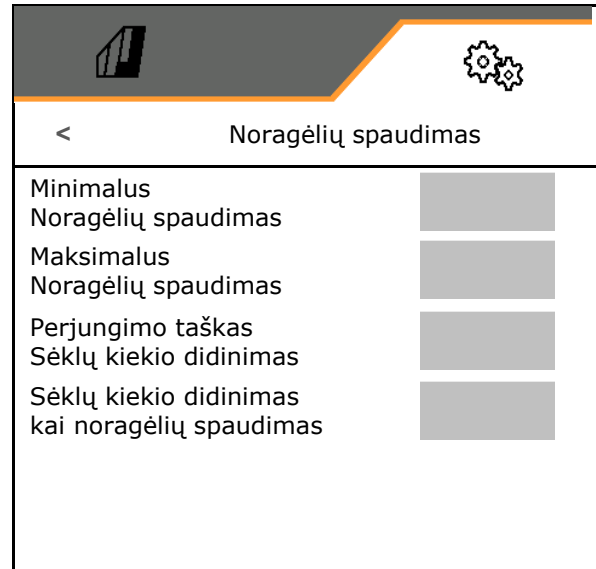 < Noragėlių spaudimas
Minimalus
Noragėlių spaudimas
Maksimalus
Noragėlių spaudimas
Perjungimo taškas
Sėklų kiekio didinimas
Sėklų kiekio didinimas
kai noragėlių spaudimas